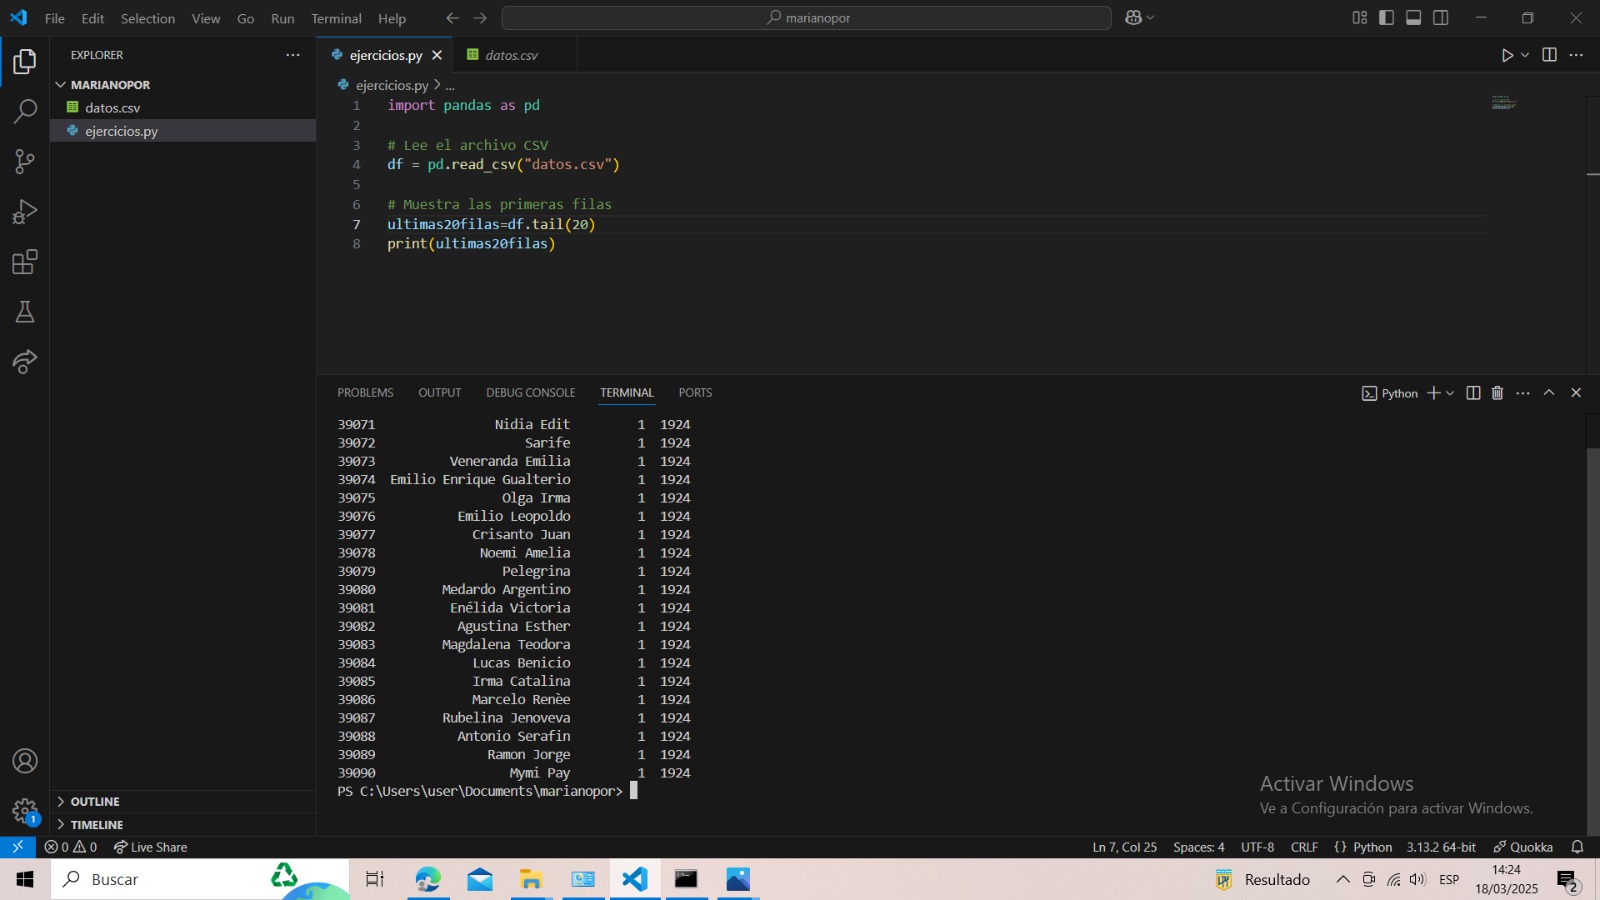 File Edit Selection View Go Run Terminal Help marianopor
EXPLORER
MARIANOPOR
datos.csv
ejercicios.py
OUTLINE
TIMELINE
ejercicios.py datos.csv
ejercicios.py > ...
1 import pandas as pd
2
3 # Lee el archivo CSV
4 df = pd.read_csv("datos.csv")
5
6 # Muestra las primeras filas
7 ultimas20filas=df.tail(20)
8 print(ultimas20filas)
PROBLEMS OUTPUT DEBUG CONSOLE TERMINAL PORTS Python
39071 Nidia Edit 1 1924
39072 Sarife 1 1924
39073 Veneranda Emilia 1 1924
39074 Emilio Enrique Gualterio 1 1924
39075 Olga Irma 1 1924
39076 Emilio Leopoldo 1 1924
39077 Crisanto Juan 1 1924
39078 Noemi Amelia 1 1924
39079 Pelegrina 1 1924
39080 Medardo Argentino 1 1924
39081 Enélida Victoria 1 1924
39082 Agustina Esther 1 1924
39083 Magdalena Teodora 1 1924
39084 Lucas Benicio 1 1924
39085 Irma Catalina 1 1924
39086 Marcelo Renèe 1 1924
39087 Rubelina Jenoveva 1 1924
39088 Antonio Serafin 1 1924
39089 Ramon Jorge 1 1924
39090 Mymi Pay 1 1924
PS C:\Users\user\Documents\marianopor>
Activar Windows
Ve a Configuración para activar Windows.
1
0 0 Live Share Ln 7, Col 25 Spaces: 4 UTF-8 CRLF {} Python 3.13.2 64-bit Quokka
Buscar Resultado ESP 14:24
18/03/2025 2